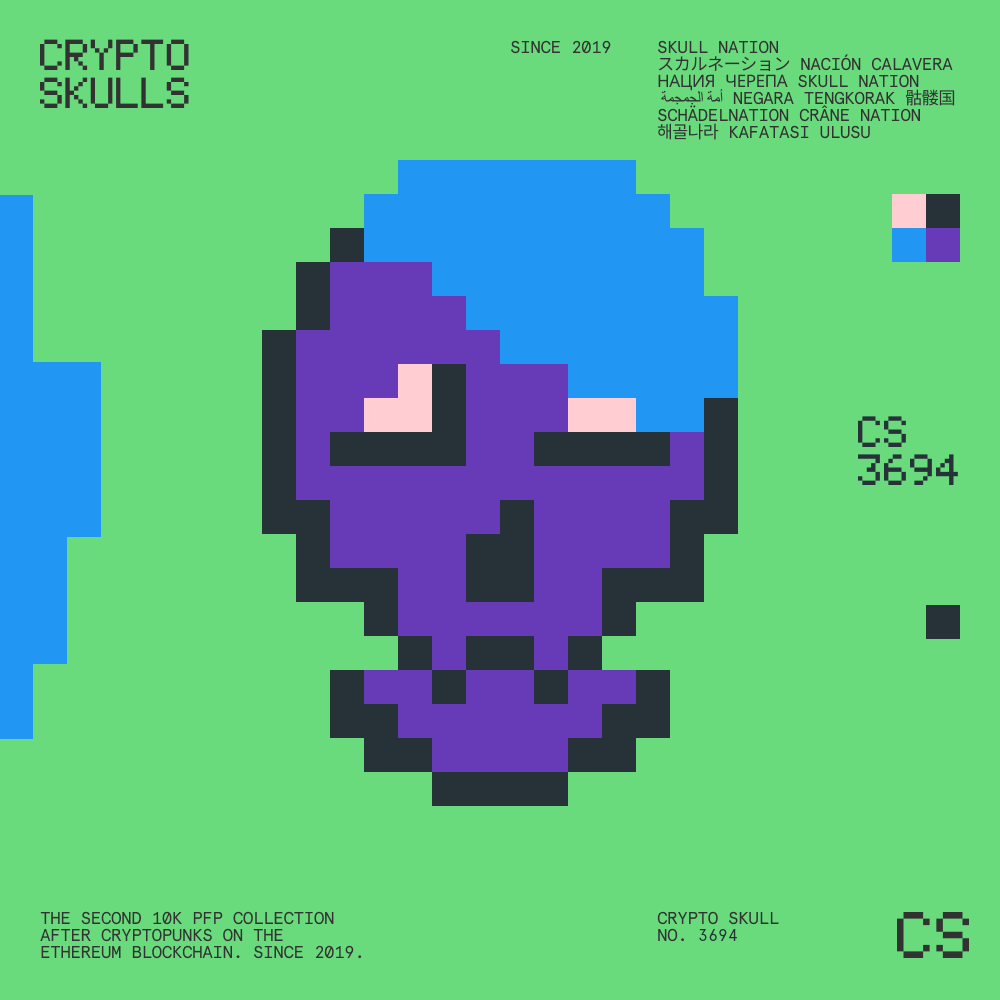 CRYPTO
SKULLS
SINCE 2019
SKULL NATION
スカルネーション NACIÓN CALAVERA
НАЦИЯ ЧЕРЕПА SKULL NATION
أمة الجمجمة NEGARA TENGKORAK 骷髅国
SCHÄDELNATION CRÂNE NATION
해골나라 KAFATASI ULUSU
CS
3694
THE SECOND 10K PFP COLLECTION
AFTER CRYPTOPUNKS ON THE
ETHEREUM BLOCKCHAIN. SINCE 2019.
CRYPTO SKULL
NO. 3694
CS